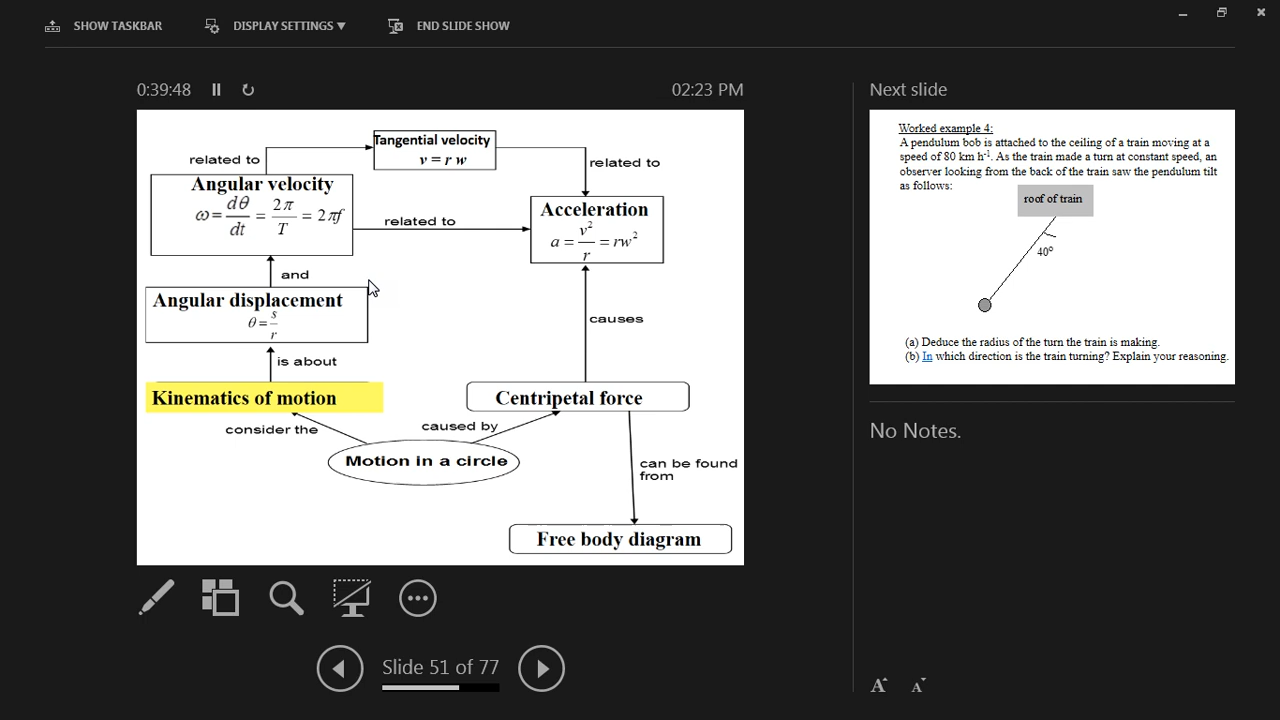 SHOW TASKBAR
DISPLAY SETTINGS ▼
END SLIDE SHOW
0:39:48
02:23 PM
Tangential velocity
v = r w
related to
related to
Angular velocity
ω = dθ/dt = 2π/T = 2πf
related to
Acceleration
a = v²/r = rw²
and
Angular displacement
θ = s/r
causes
is about
Kinematics of motion
Centripetal force
consider the
caused by
Motion in a circle
can be found
from
Free body diagram
Slide 51 of 77
Next slide
Worked example 4:
A pendulum bob is attached to the ceiling of a train moving at a
speed of 80 km h⁻¹. As the train made a turn at constant speed, an
observer looking from the back of the train saw the pendulum tilt
as follows:
roof of train
40°
(a) Deduce the radius of the turn the train is making.
(b) In which direction is the train turning? Explain your reasoning.
No Notes.
A A